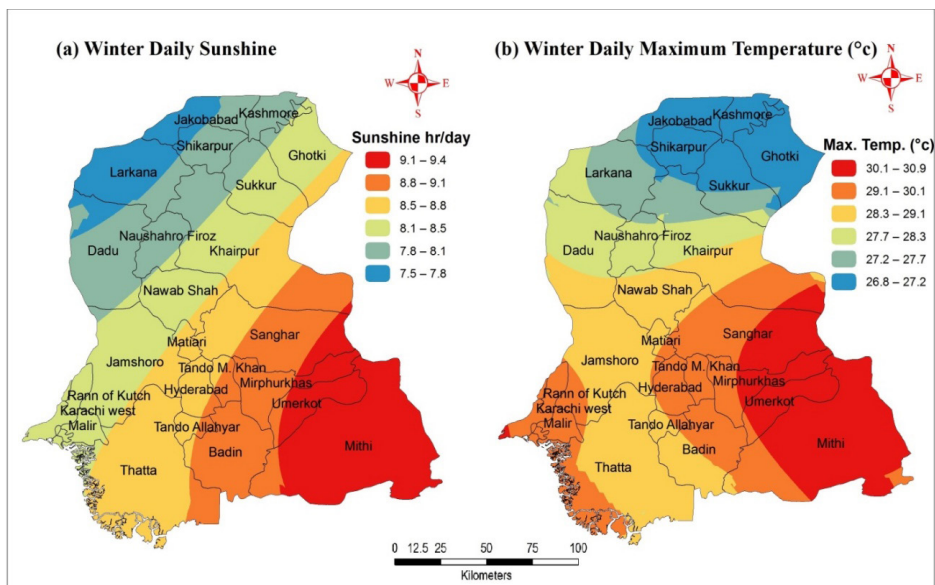 (a) Winter Daily Sunshine
N
W E
S
Sunshine hr/day
9.1 – 9.4
8.8 – 9.1
8.5 – 8.8
8.1 – 8.5
7.8 – 8.1
7.5 – 7.8
Kashmore
Jakobabad
Shikarpur
Ghotki
Larkana
Sukkur
Naushahro Firoz
Dadu
Khairpur
Nawab Shah
Sanghar
Matiari
Jamshoro
Tando M. Khan
Mirphurkhas
Hyderabad
Rann of Kutch
Umerkot
Karachi west
Malir
Tando Allahyar
Mithi
Badin
Thatta
(b) Winter Daily Maximum Temperature (°c)
N
W E
S
Max. Temp. (°c)
30.1 – 30.9
29.1 – 30.1
28.3 – 29.1
27.7 – 28.3
27.2 – 27.7
26.8 – 27.2
Kashmore
Jakobabad
Shikarpur
Ghotki
Larkana
Sukkur
Naushahro Firoz
Dadu
Khairpur
Nawab Shah
Sanghar
Matiari
Jamshoro
Tando M. Khan
Mirphurkhas
Hyderabad
Rann of Kutch
Umerkot
Karachi west
Malir
Tando Allahyar
Mithi
Badin
Thatta
0 12.5 25 50 75 100
Kilometers